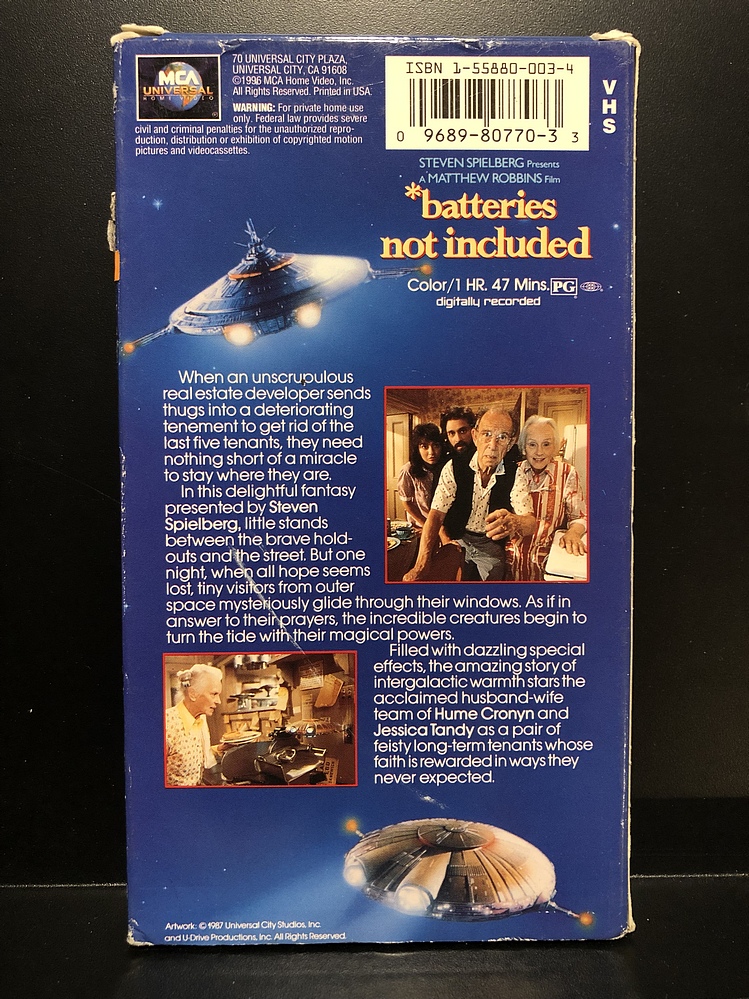 MCA
UNIVERSAL
HOME VIDEO
70 UNIVERSAL CITY PLAZA,
UNIVERSAL CITY, CA 91608
©1996 MCA Home Video, Inc.
All Rights Reserved. Printed in USA.
WARNING: For private home use
only. Federal law provides severe
civil and criminal penalties for the unauthorized repro-
duction, distribution or exhibition of copyrighted motion
pictures and videocassettes.
ISBN 1-55880-003-4
0 9689-80770-3 3
VHS
STEVEN SPIELBERG Presents
A MATTHEW ROBBINS Film
*batteries
not included
Color/1 HR. 47 Mins. PG
digitally recorded
When an unscrupulous
real estate developer sends
thugs into a deteriorating
tenement to get rid of the
last five tenants, they need
nothing short of a miracle
to stay where they are.
In this delightful fantasy
presented by Steven
Spielberg, little stands
between the brave hold-
outs and the street. But one
night, when all hope seems
lost, tiny visitors from outer
space mysteriously glide through their windows. As if in
answer to their prayers, the incredible creatures begin to
turn the tide with their magical powers.
Filled with dazzling special
effects, the amazing story of
intergalactic warmth stars the
acclaimed husband-wife
team of Hume Cronyn and
Jessica Tandy as a pair of
feisty long-term tenants whose
faith is rewarded in ways they
never expected.
Artwork: © 1987 Universal City Studios, Inc.
and U-Drive Productions, Inc. All Rights Reserved.